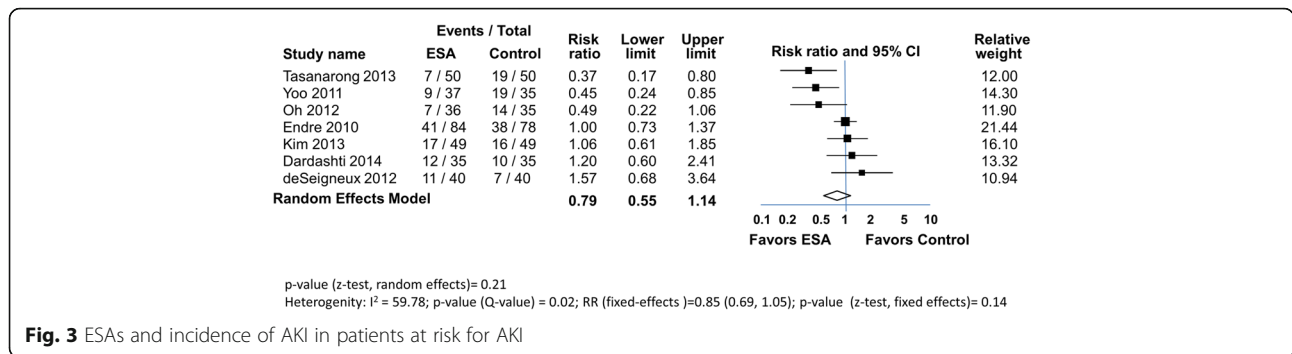 Events / Total
Study name ESA Control Risk ratio Lower limit Upper limit Risk ratio and 95% CI Relative weight
Tasanarong 2013 7 / 50 19 / 50 0.37 0.17 0.80 12.00
Yoo 2011 9 / 37 19 / 35 0.45 0.24 0.85 14.30
Oh 2012 7 / 36 14 / 35 0.49 0.22 1.06 11.90
Endre 2010 41 / 84 38 / 78 1.00 0.73 1.37 21.44
Kim 2013 17 / 49 16 / 49 1.06 0.61 1.85 16.10
Dardashti 2014 12 / 35 10 / 35 1.20 0.60 2.41 13.32
deSeigneux 2012 11 / 40 7 / 40 1.57 0.68 3.64 10.94
Random Effects Model 0.79 0.55 1.14
0.1 0.2 0.5 1 2 5 10
Favors ESA Favors Control
p-value (z-test, random effects)= 0.21
Heterogenity: I² = 59.78; p-value (Q-value) = 0.02; RR (fixed-effects )=0.85 (0.69, 1.05); p-value (z-test, fixed effects)= 0.14
Fig. 3 ESAs and incidence of AKI in patients at risk for AKI